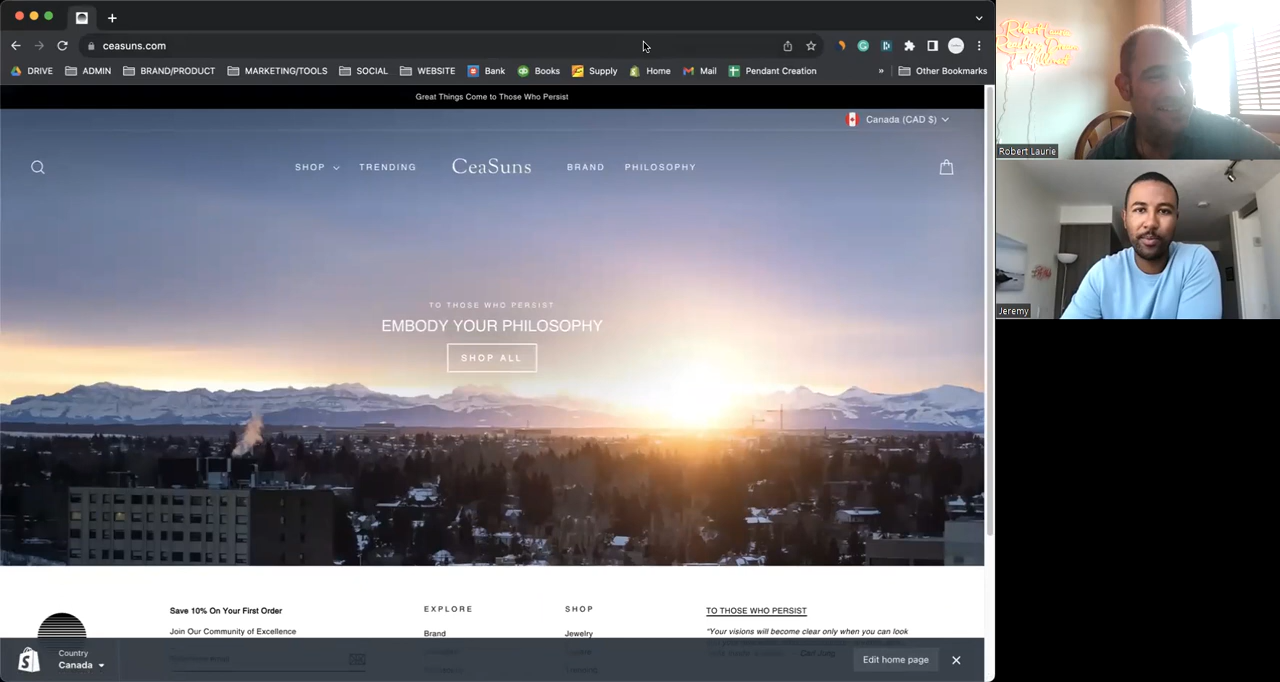 ceasuns.com
DRIVE ADMIN BRAND/PRODUCT MARKETING/TOOLS SOCIAL WEBSITE Bank Books Supply Home Mail Pendant Creation » Other Bookmarks
Great Things Come to Those Who Persist
Canada (CAD $)
SHOP TRENDING CeaSuns BRAND PHILOSOPHY
TO THOSE WHO PERSIST
EMBODY YOUR PHILOSOPHY
SHOP ALL
Save 10% On Your First Order
Join Our Community of Excellence
EXPLORE
Brand
SHOP
Jewelry
TO THOSE WHO PERSIST
"Your visions will become clear only when you can look
Carl Jung
Country
Canada
Edit home page
Robert Laurie
Jeremy